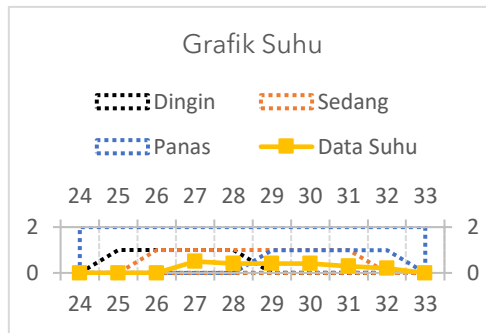 Grafik Suhu
Dingin Sedang
Panas Data Suhu
24 25 26 27 28 29 30 31 32 33
2 2
0 0
24 25 26 27 28 29 30 31 32 33